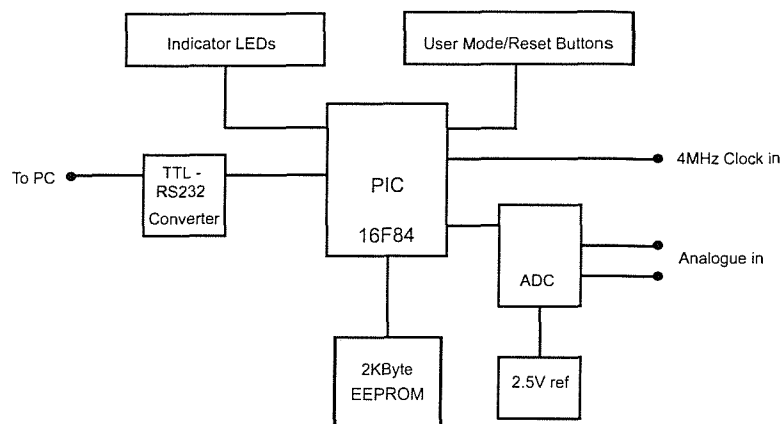 Indicator LEDs
User Mode/Reset Buttons
To PC
TTL -
RS232
Converter
PIC
16F84
4MHz Clock in
ADC
Analogue in
2KByte
EEPROM
2.5V ref